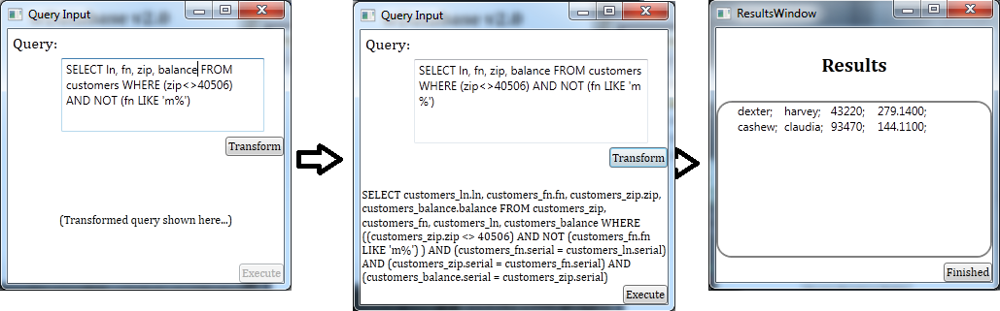 Query Input
Query:
SELECT ln, fn, zip, balance FROM
customers WHERE (zip<>40506)
AND NOT (fn LIKE 'm%')
Transform
(Transformed query shown here...)
Execute
Query Input
Query:
SELECT ln, fn, zip, balance FROM customers
WHERE (zip<>40506) AND NOT (fn LIKE 'm
%')
Transform
SELECT customers_ln.ln, customers_fn.fn, customers_zip.zip,
customers_balance.balance FROM customers_zip,
customers_fn, customers_ln, customers_balance WHERE
((customers_zip.zip <> 40506) AND NOT (customers_fn.fn
LIKE 'm%') ) AND (customers_fn.serial = customers_ln.serial)
AND (customers_zip.serial = customers_fn.serial) AND
(customers_balance.serial = customers_zip.serial)
Execute
ResultsWindow
Results
dexter; harvey; 43220; 279.1400;
cashew; claudia; 93470; 144.1100;
Finished